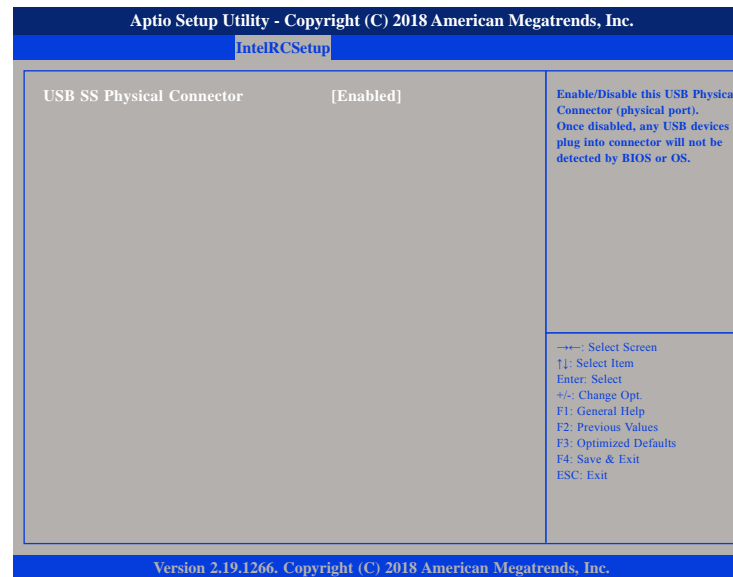 Aptio Setup Utility - Copyright (C) 2018 American Megatrends, Inc.
IntelRCSetup
USB SS Physical Connector [Enabled]
Enable/Disable this USB Physica
Connector (physical port).
Once disabled, any USB devices
plug into connector will not be
detected by BIOS or OS.
→←: Select Screen
↑↓: Select Item
Enter: Select
+/-: Change Opt.
F1: General Help
F2: Previous Values
F3: Optimized Defaults
F4: Save & Exit
ESC: Exit
Version 2.19.1266. Copyright (C) 2018 American Megatrends, Inc.